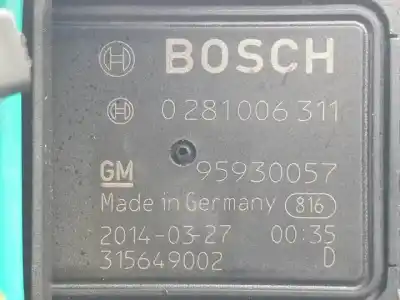 BOSCH
0 281 006 311
GM 95930057
Made in Germany 816
2014-03-27 00:35
315649002 D